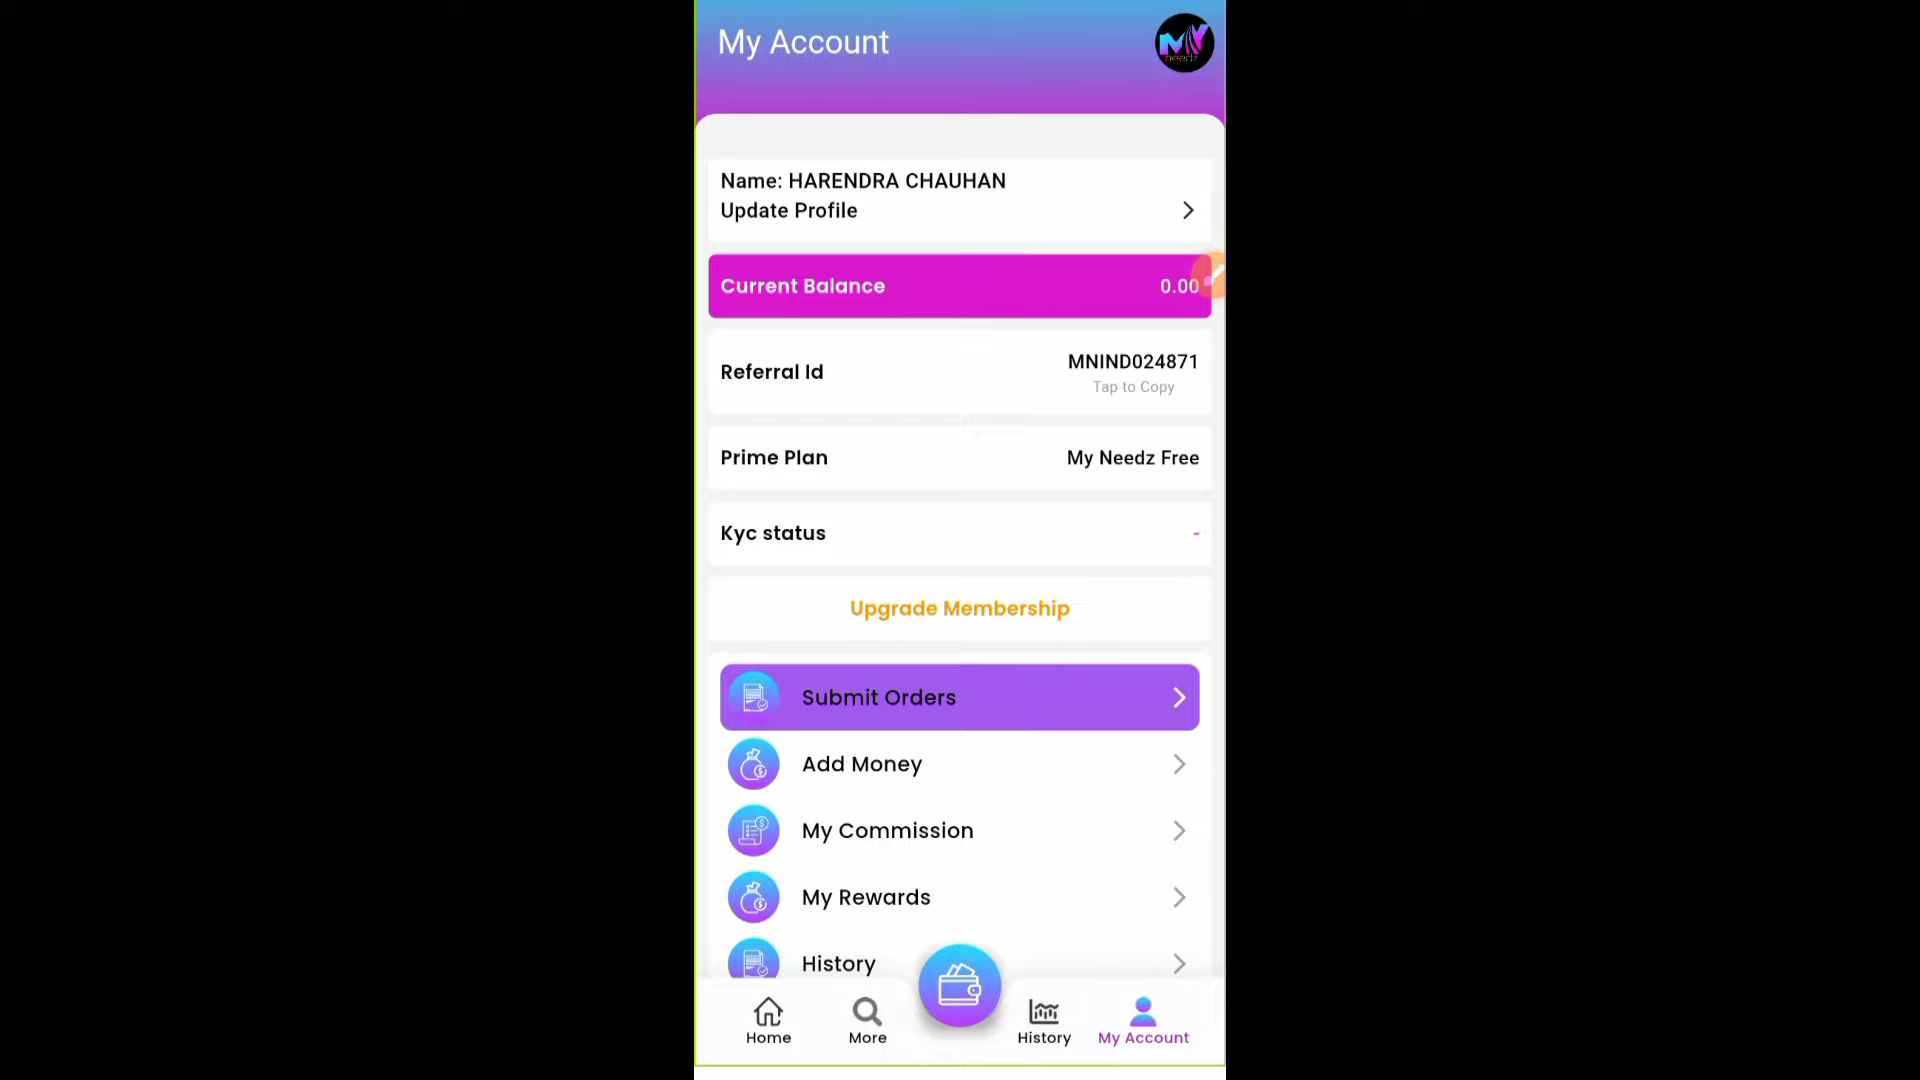 My Account
MY
needz
Name: HARENDRA CHAUHAN
Update Profile
Current Balance
0.00
Referral Id
MNIND024871
Tap to Copy
Prime Plan
My Needz Free
Kyc status
-
Upgrade Membership
Submit Orders
Add Money
My Commission
My Rewards
History
Home
More
History
My Account